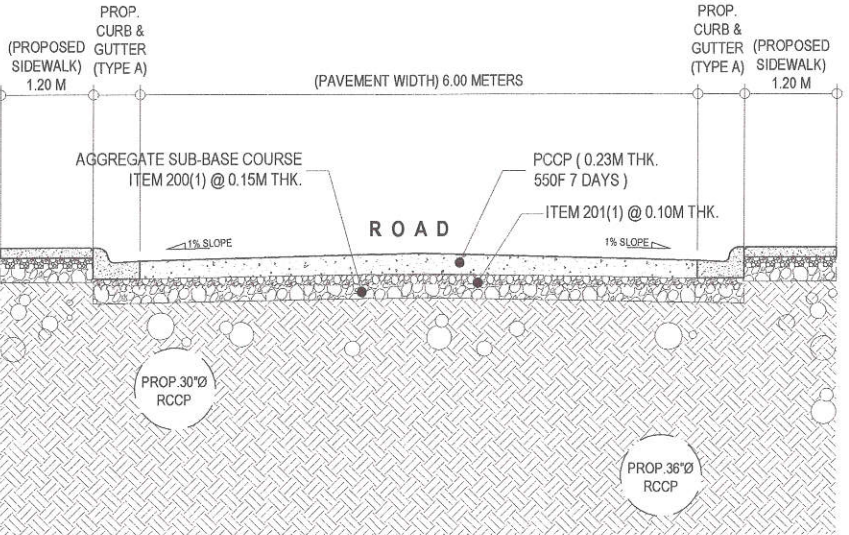 PROP.
CURB &
GUTTER
(TYPE A)
(PROPOSED
SIDEWALK)
1.20 M
(PAVEMENT WIDTH) 6.00 METERS
PROP.
CURB &
GUTTER
(TYPE A)
(PROPOSED
SIDEWALK)
1.20 M
AGGREGATE SUB-BASE COURSE
ITEM 200(1) @ 0.15M THK.
PCCP ( 0.23M THK.
550F 7 DAYS )
ITEM 201(1) @ 0.10M THK.
ROAD
1% SLOPE
1% SLOPE
PROP.30"Ø
RCCP
PROP.36"Ø
RCCP